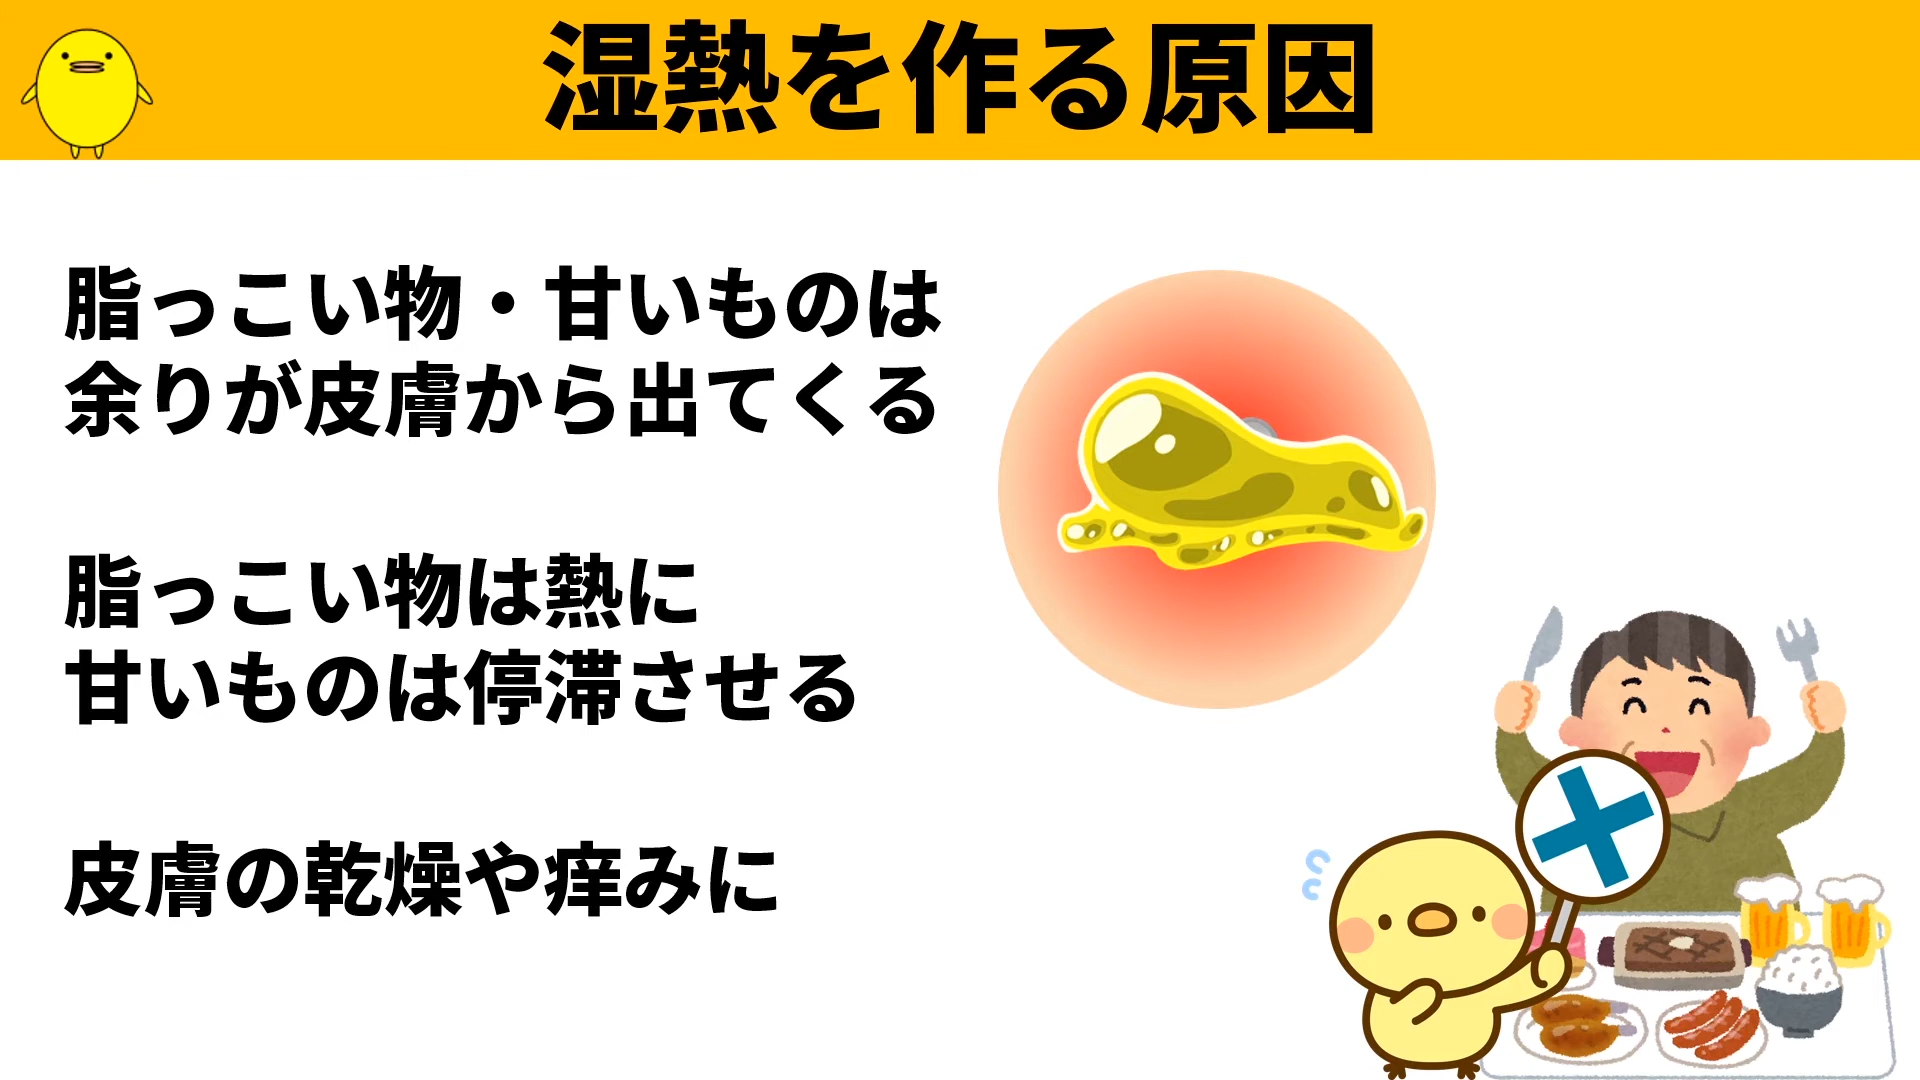 湿熱を作る原因
脂っこい物・甘いものは
余りが皮膚から出てくる
脂っこい物は熱に
甘いものは停滞させる
皮膚の乾燥や痒みに